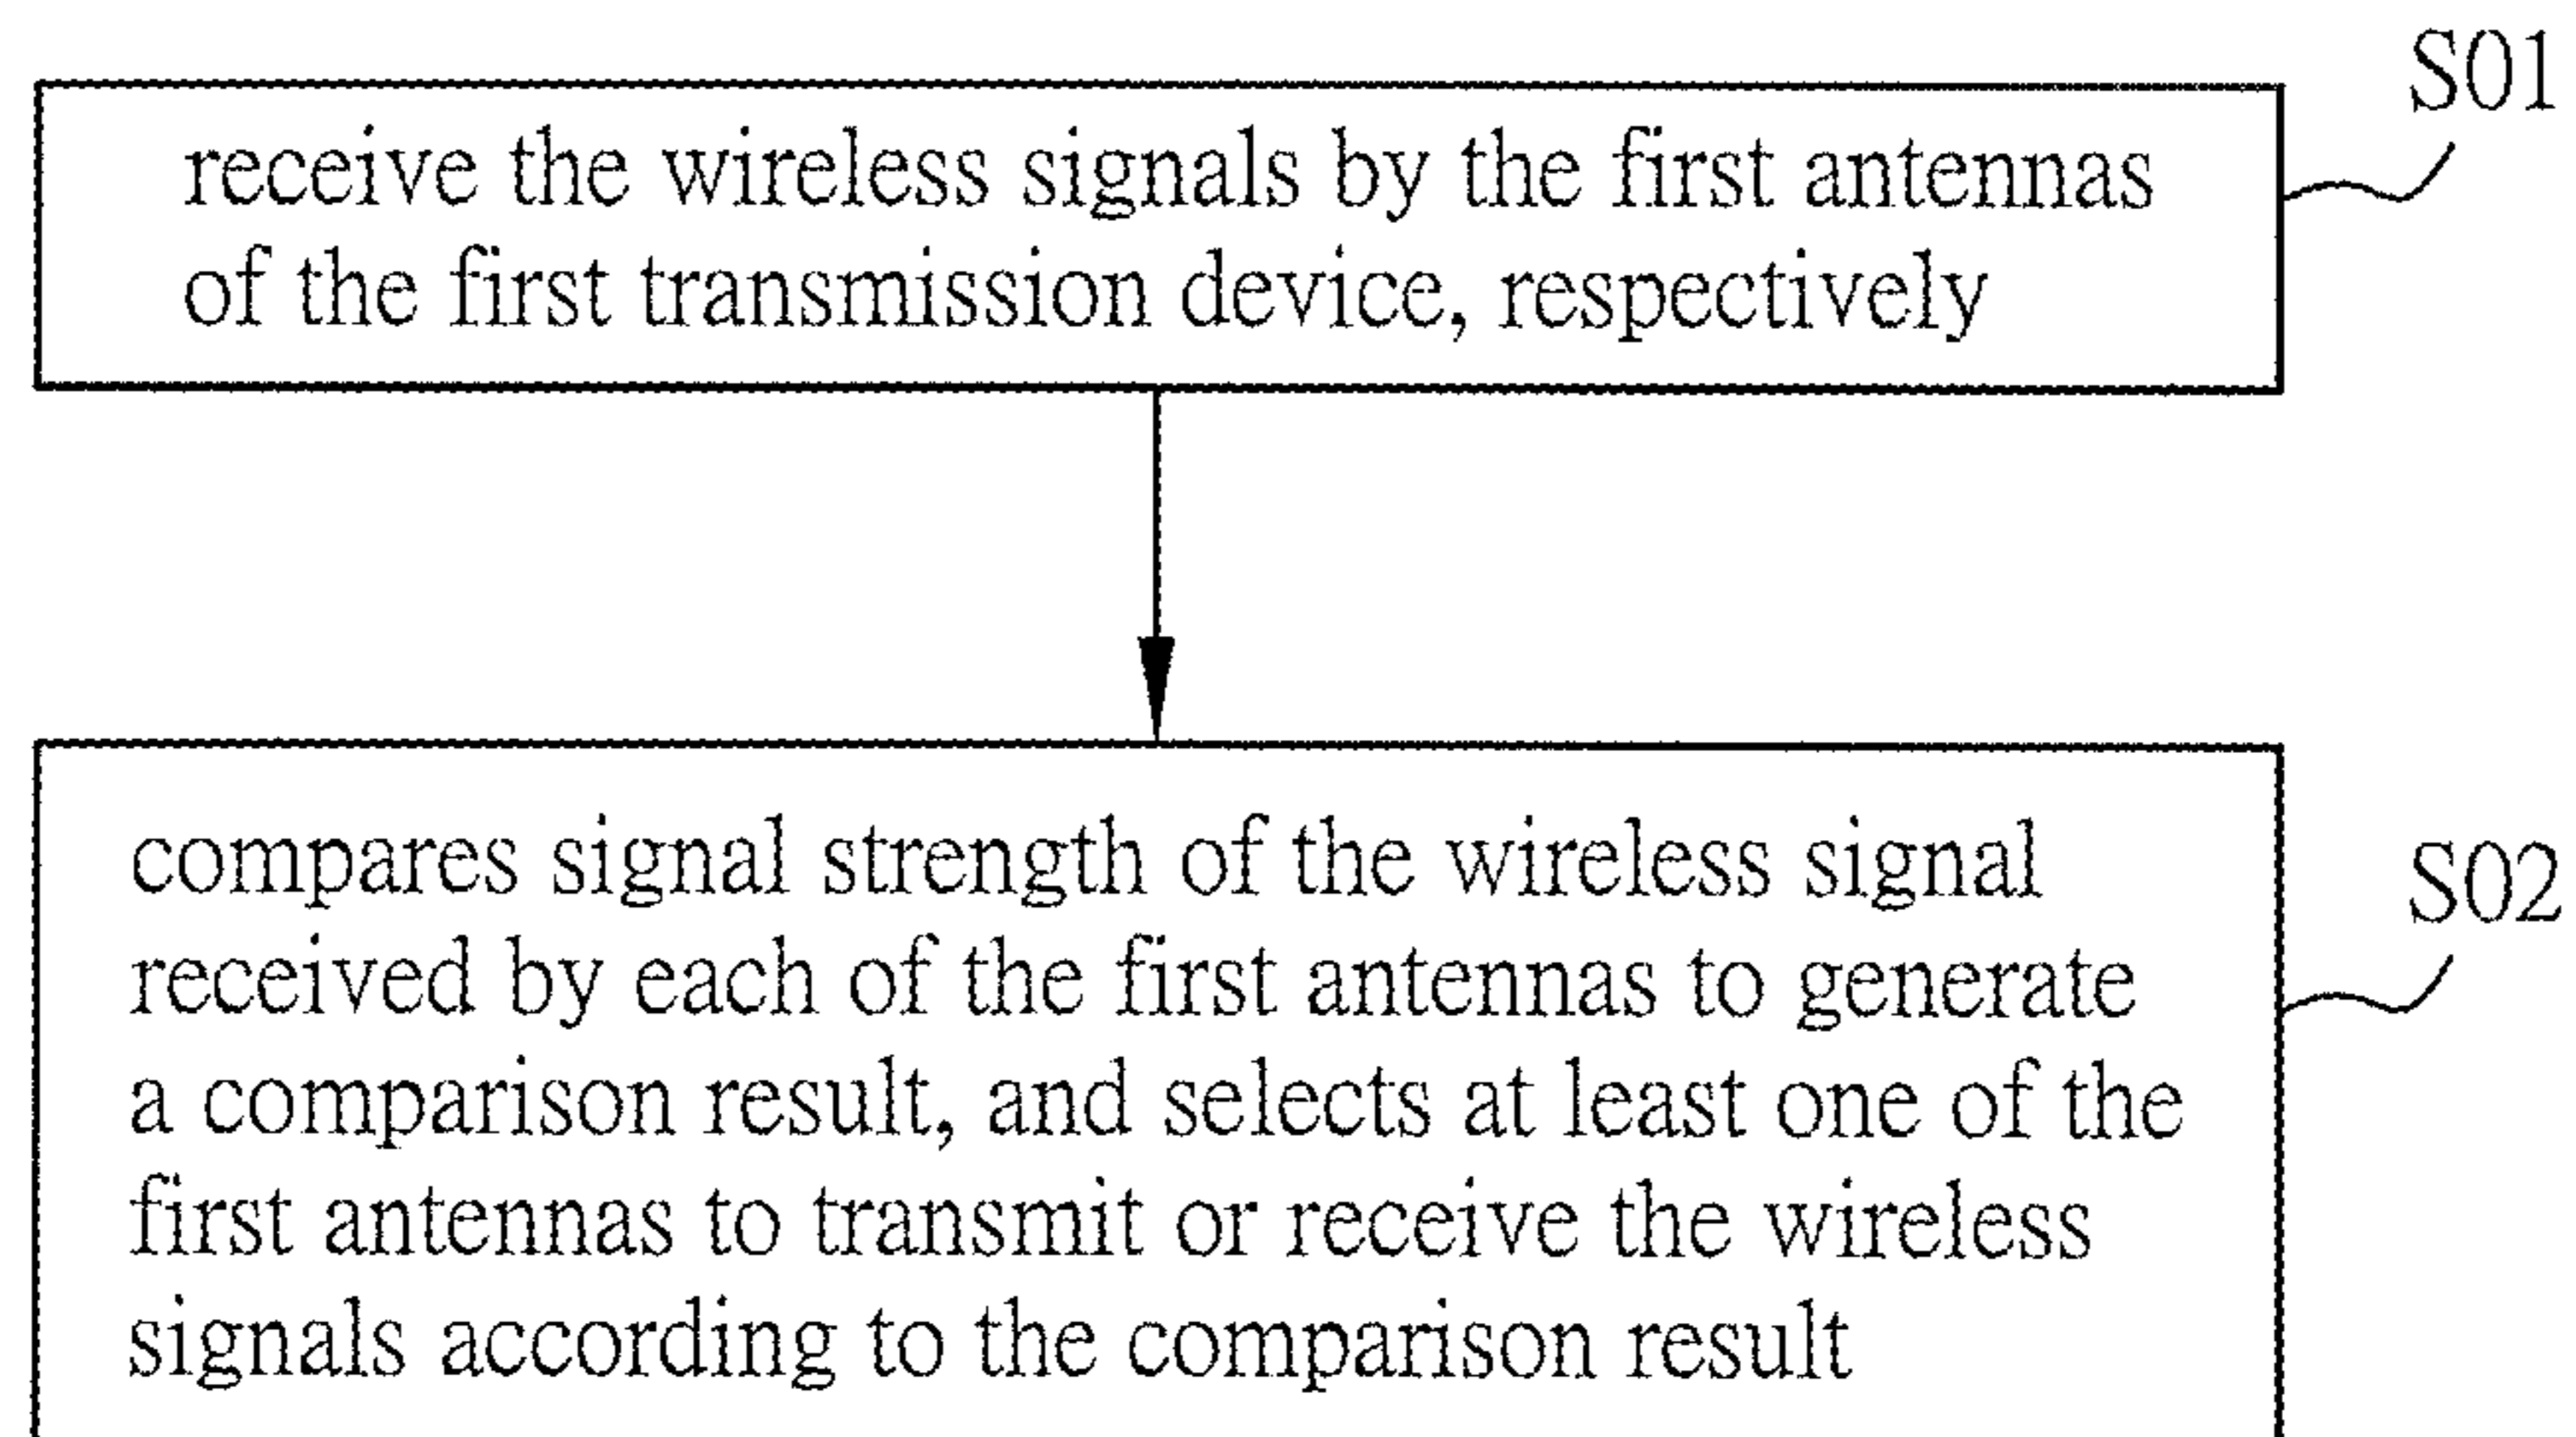 S01
receive the wireless signals by the first antennas
of the first transmission device, respectively
compares signal strength of the wireless signal
S02
received by each of the first antennas to generate
a comparison result, and selects at least one of the
first antennas to transmit or receive the wireless
signals according to the comparison result